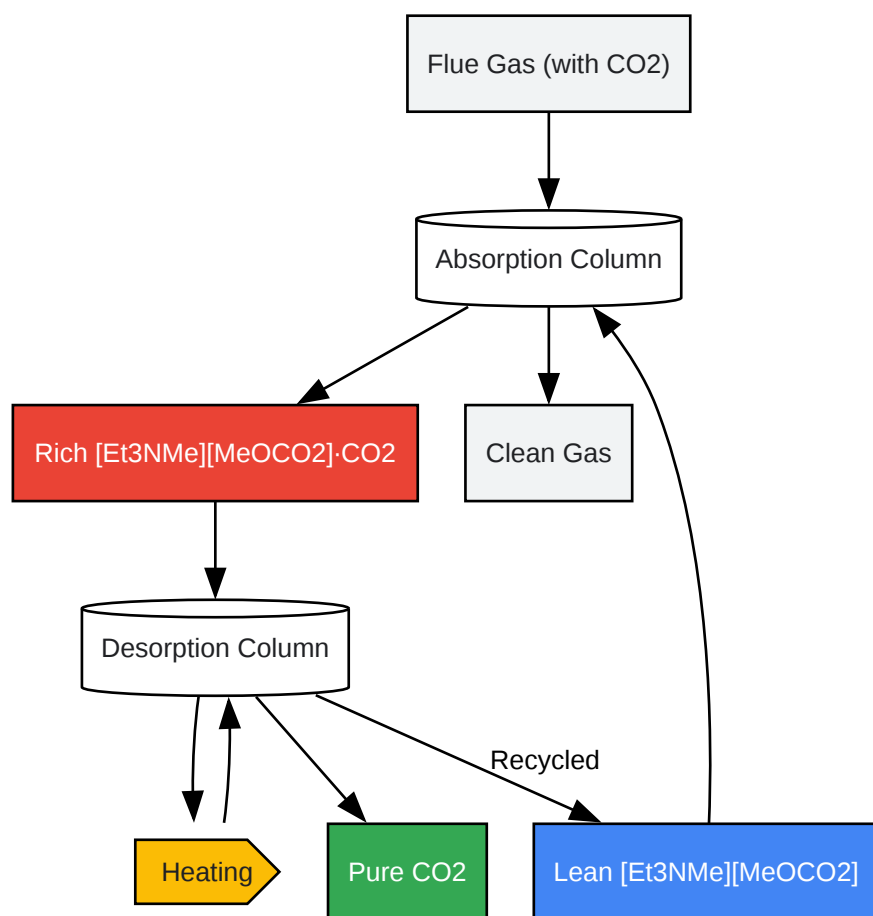 Flue Gas (with CO2)
Absorption Column
Rich [Et3NMe][MeOCO2]·CO2
Clean Gas
Desorption Column
Recycled
Heating
Pure CO2
Lean [Et3NMe][MeOCO2]